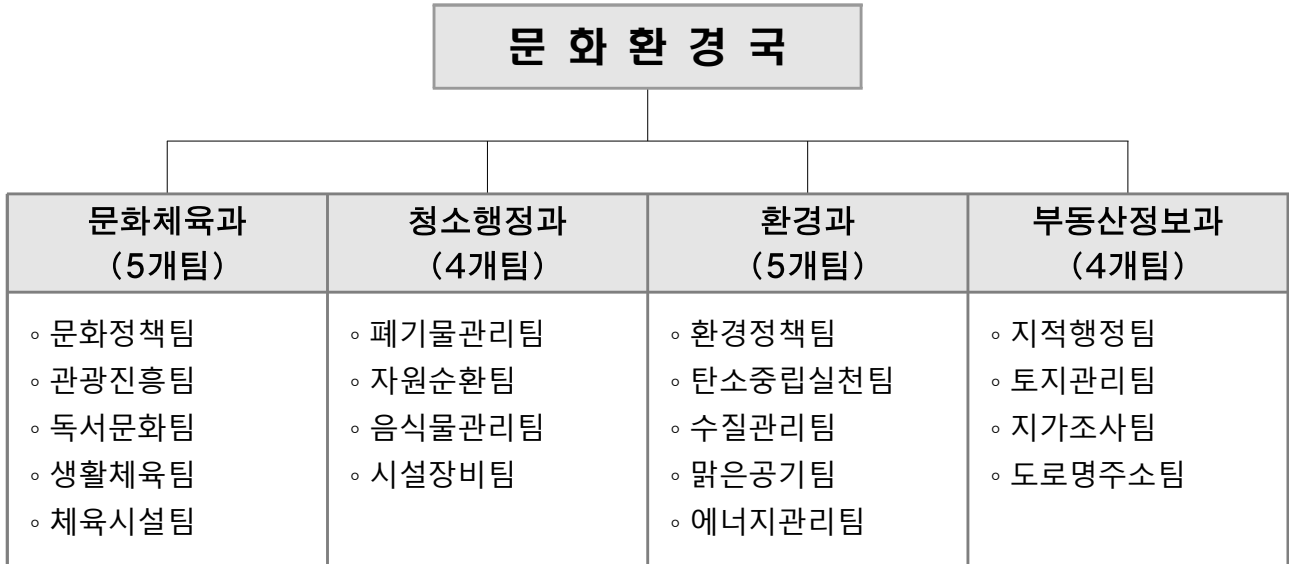 문 화 환 경 국
문화체육과
(5개팀)
◦ 문화정책팀
◦ 관광진흥팀
◦ 독서문화팀
◦ 생활체육팀
◦ 체육시설팀
청소행정과
(4개팀)
◦ 폐기물관리팀
◦ 자원순환팀
◦ 음식물관리팀
◦ 시설장비팀
환경과
(5개팀)
◦ 환경정책팀
◦ 탄소중립실천팀
◦ 수질관리팀
◦ 맑은공기팀
◦ 에너지관리팀
부동산정보과
(4개팀)
◦ 지적행정팀
◦ 토지관리팀
◦ 지가조사팀
◦ 도로명주소팀